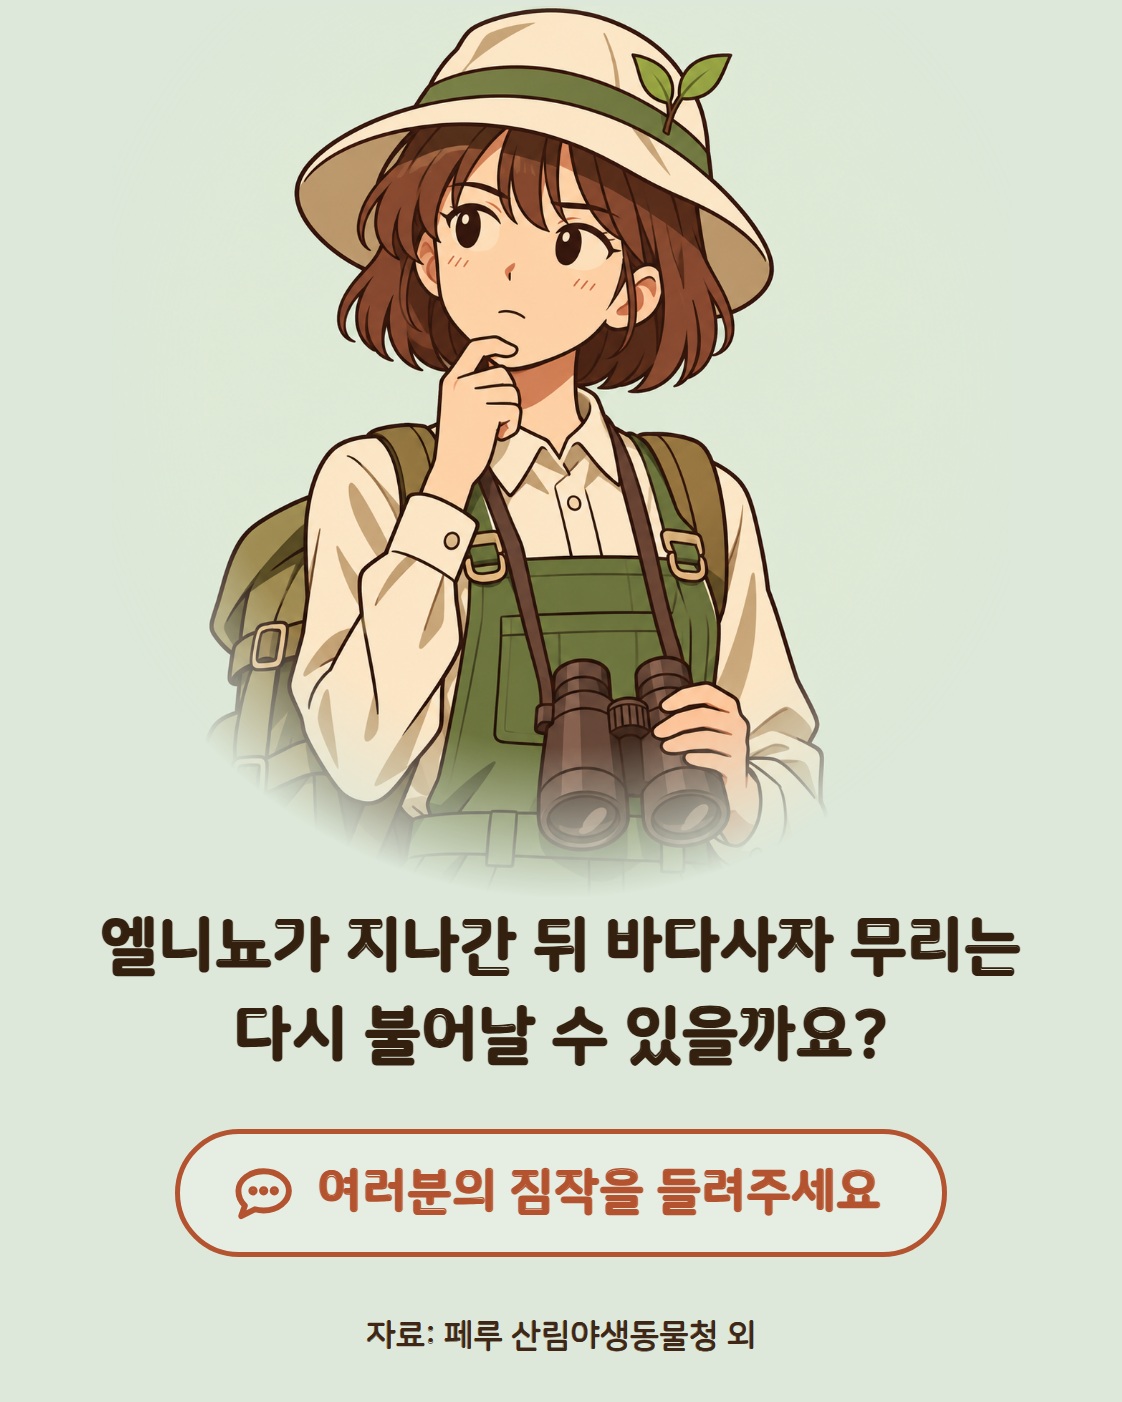 엘니뇨가 지나간 뒤 바다사자 무리는
다시 불어날 수 있을까요?
여러분의 짐작을 들려주세요
자료: 페루 산림야생동물청 외